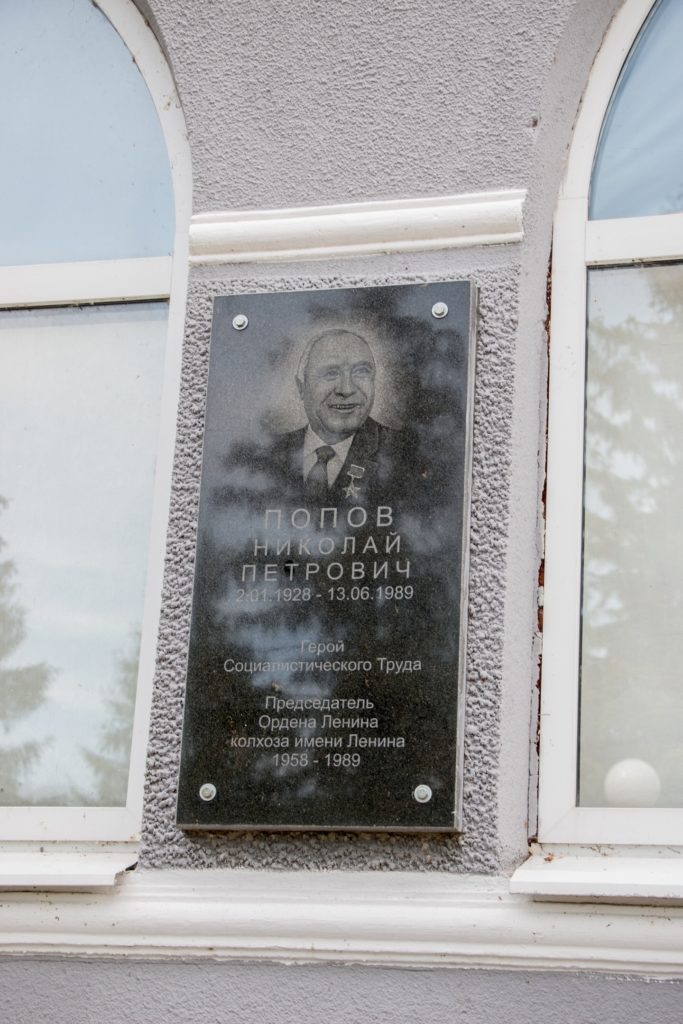 ПОПОВ
НИКОЛАЙ
ПЕТРОВИЧ
2.01.1928 - 13.06.1989
Герой
Социалистического Труда
Председатель
Ордена Ленина
колхоза имени Ленина
1958 - 1989